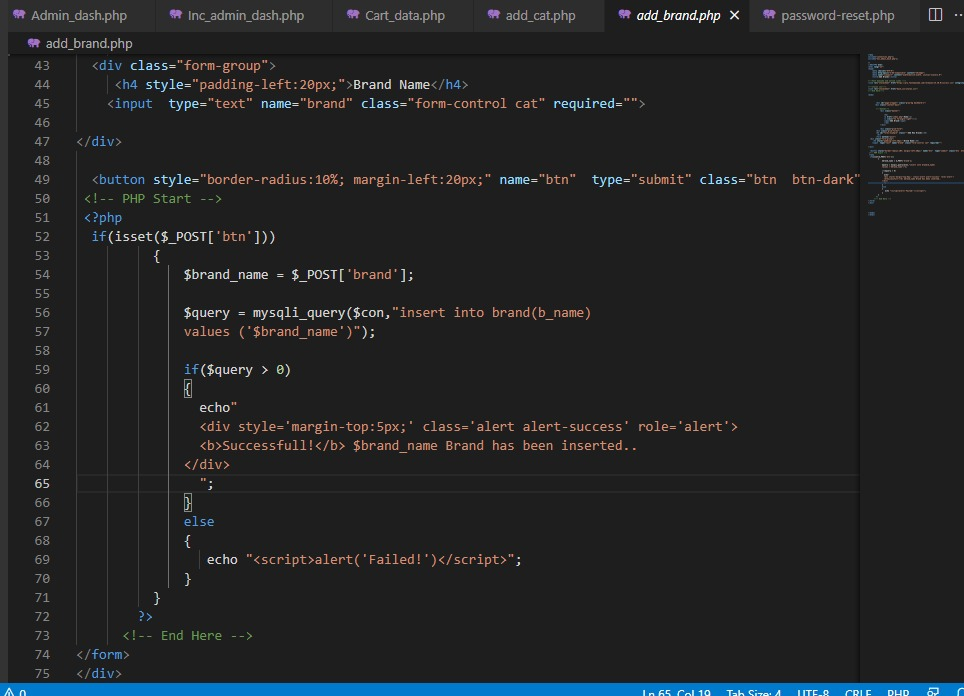 Admin_dash.php Inc_admin_dash.php Cart_data.php add_cat.php add_brand.php × password-reset.php
add_brand.php
43 <div class="form-group">
44 <h4 style="padding-left:20px;">Brand Name</h4>
45 <input type="text" name="brand" class="form-control cat" required="">
46
47 </div>
48
49 <button style="border-radius:10%; margin-left:20px;" name="btn" type="submit" class="btn btn-dark"
50 <!-- PHP Start -->
51 <?php
52 if(isset($_POST['btn']))
53 {
54 $brand_name = $_POST['brand'];
55
56 $query = mysqli_query($con,"insert into brand(b_name)
57 values ('$brand_name')");
58
59 if($query > 0)
60 {
61 echo"
62 <div style='margin-top:5px;' class='alert alert-success' role='alert'>
63 <b>Successfull!</b> $brand_name Brand has been inserted..
64 </div>
65 ";
66 }
67 else
68 {
69 echo "<script>alert('Failed!')</script>";
70 }
71 }
72 ?>
73 <!-- End Here -->
74 </form>
75 </div>
0 Ln 65, Col 19 Tab Size: 4 UTF-8 CRLF PHP